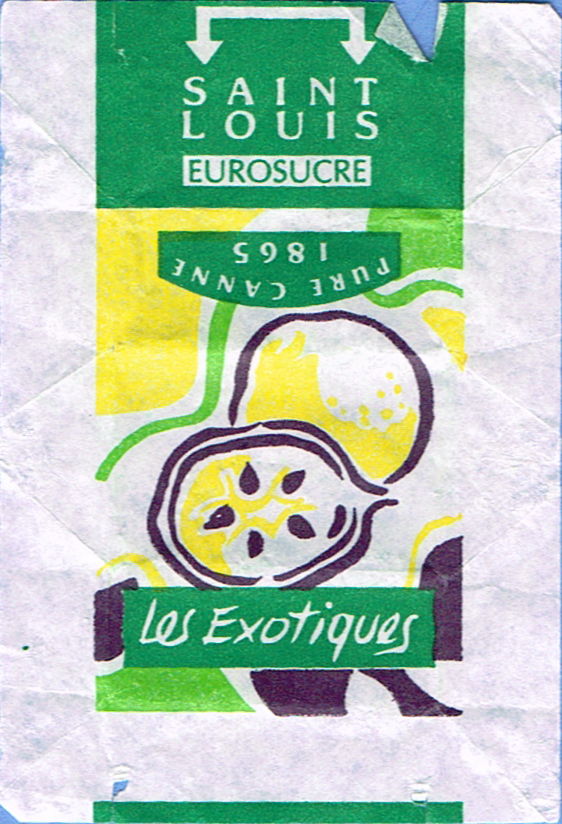 SAINT
LOUIS
EUROSUCRE
PURE CANNE
1865
Les Exotiques